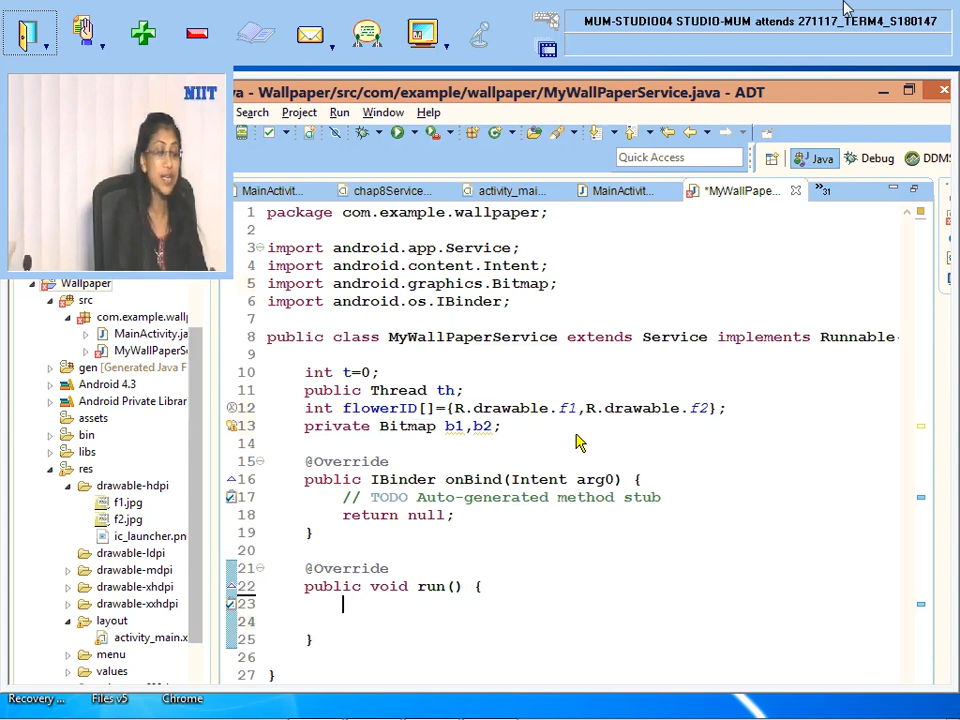 MUM-STUDIO04 STUDIO-MUM attends 271117_TERM4_S180147
NIIT
va - Wallpaper/src/com/example/wallpaper/MyWallPaperService.java - ADT
Search Project Run Window Help
Quick Access
Java
Debug
DDMS
MainActivit...
chap8Service...
activity_mai...
MainActivit...
*MyWallPape...
»31
1 package com.example.wallpaper;
2
3 import android.app.Service;
4 import android.content.Intent;
5 import android.graphics.Bitmap;
6 import android.os.IBinder;
7
8 public class MyWallPaperService extends Service implements Runnable
9
10 int t=0;
11 public Thread th;
12 int flowerID[]={R.drawable.f1,R.drawable.f2};
13 private Bitmap b1,b2;
14
15 @Override
16 public IBinder onBind(Intent arg0) {
17 // TODO Auto-generated method stub
18 return null;
19 }
20
21 @Override
22 public void run() {
23
24
25 }
26
27 }
Wallpaper
src
com.example.wallp
MainActivity.ja
MyWallPaperSe
gen [Generated Java F
Android 4.3
Android Private Librar
assets
bin
libs
res
drawable-hdpi
f1.jpg
f2.jpg
ic_launcher.pn
drawable-ldpi
drawable-mdpi
drawable-xhdpi
drawable-xxhdpi
layout
activity_main.x
menu
values
Recovery ...
Files v5
Chrome